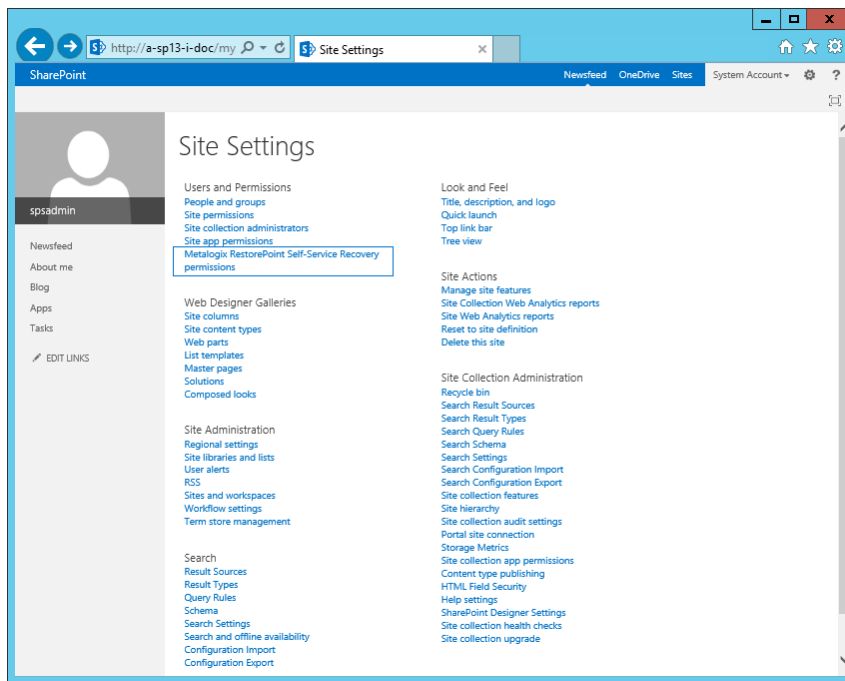 http://a-sp13-i-doc/my
Site Settings
SharePoint
Newsfeed OneDrive Sites System Account
?
spsadmin
Newsfeed
About me
Blog
Apps
Tasks
EDIT LINKS
Site Settings
Users and Permissions
People and groups
Site permissions
Site collection administrators
Site app permissions
Metalogix RestorePoint Self-Service Recovery
permissions
Web Designer Galleries
Site columns
Site content types
Web parts
List templates
Master pages
Solutions
Composed looks
Site Administration
Regional settings
Site libraries and lists
User alerts
RSS
Sites and workspaces
Workflow settings
Term store management
Search
Result Sources
Result Types
Query Rules
Schema
Search Settings
Search and offline availability
Configuration Import
Configuration Export
Look and Feel
Title, description, and logo
Quick launch
Top link bar
Tree view
Site Actions
Manage site features
Site Collection Web Analytics reports
Site Web Analytics reports
Reset to site definition
Delete this site
Site Collection Administration
Recycle bin
Search Result Sources
Search Result Types
Search Query Rules
Search Schema
Search Settings
Search Configuration Import
Search Configuration Export
Site collection features
Site hierarchy
Site collection audit settings
Portal site connection
Storage Metrics
Site collection app permissions
Content type publishing
HTML Field Security
Help settings
SharePoint Designer Settings
Site collection health checks
Site collection upgrade